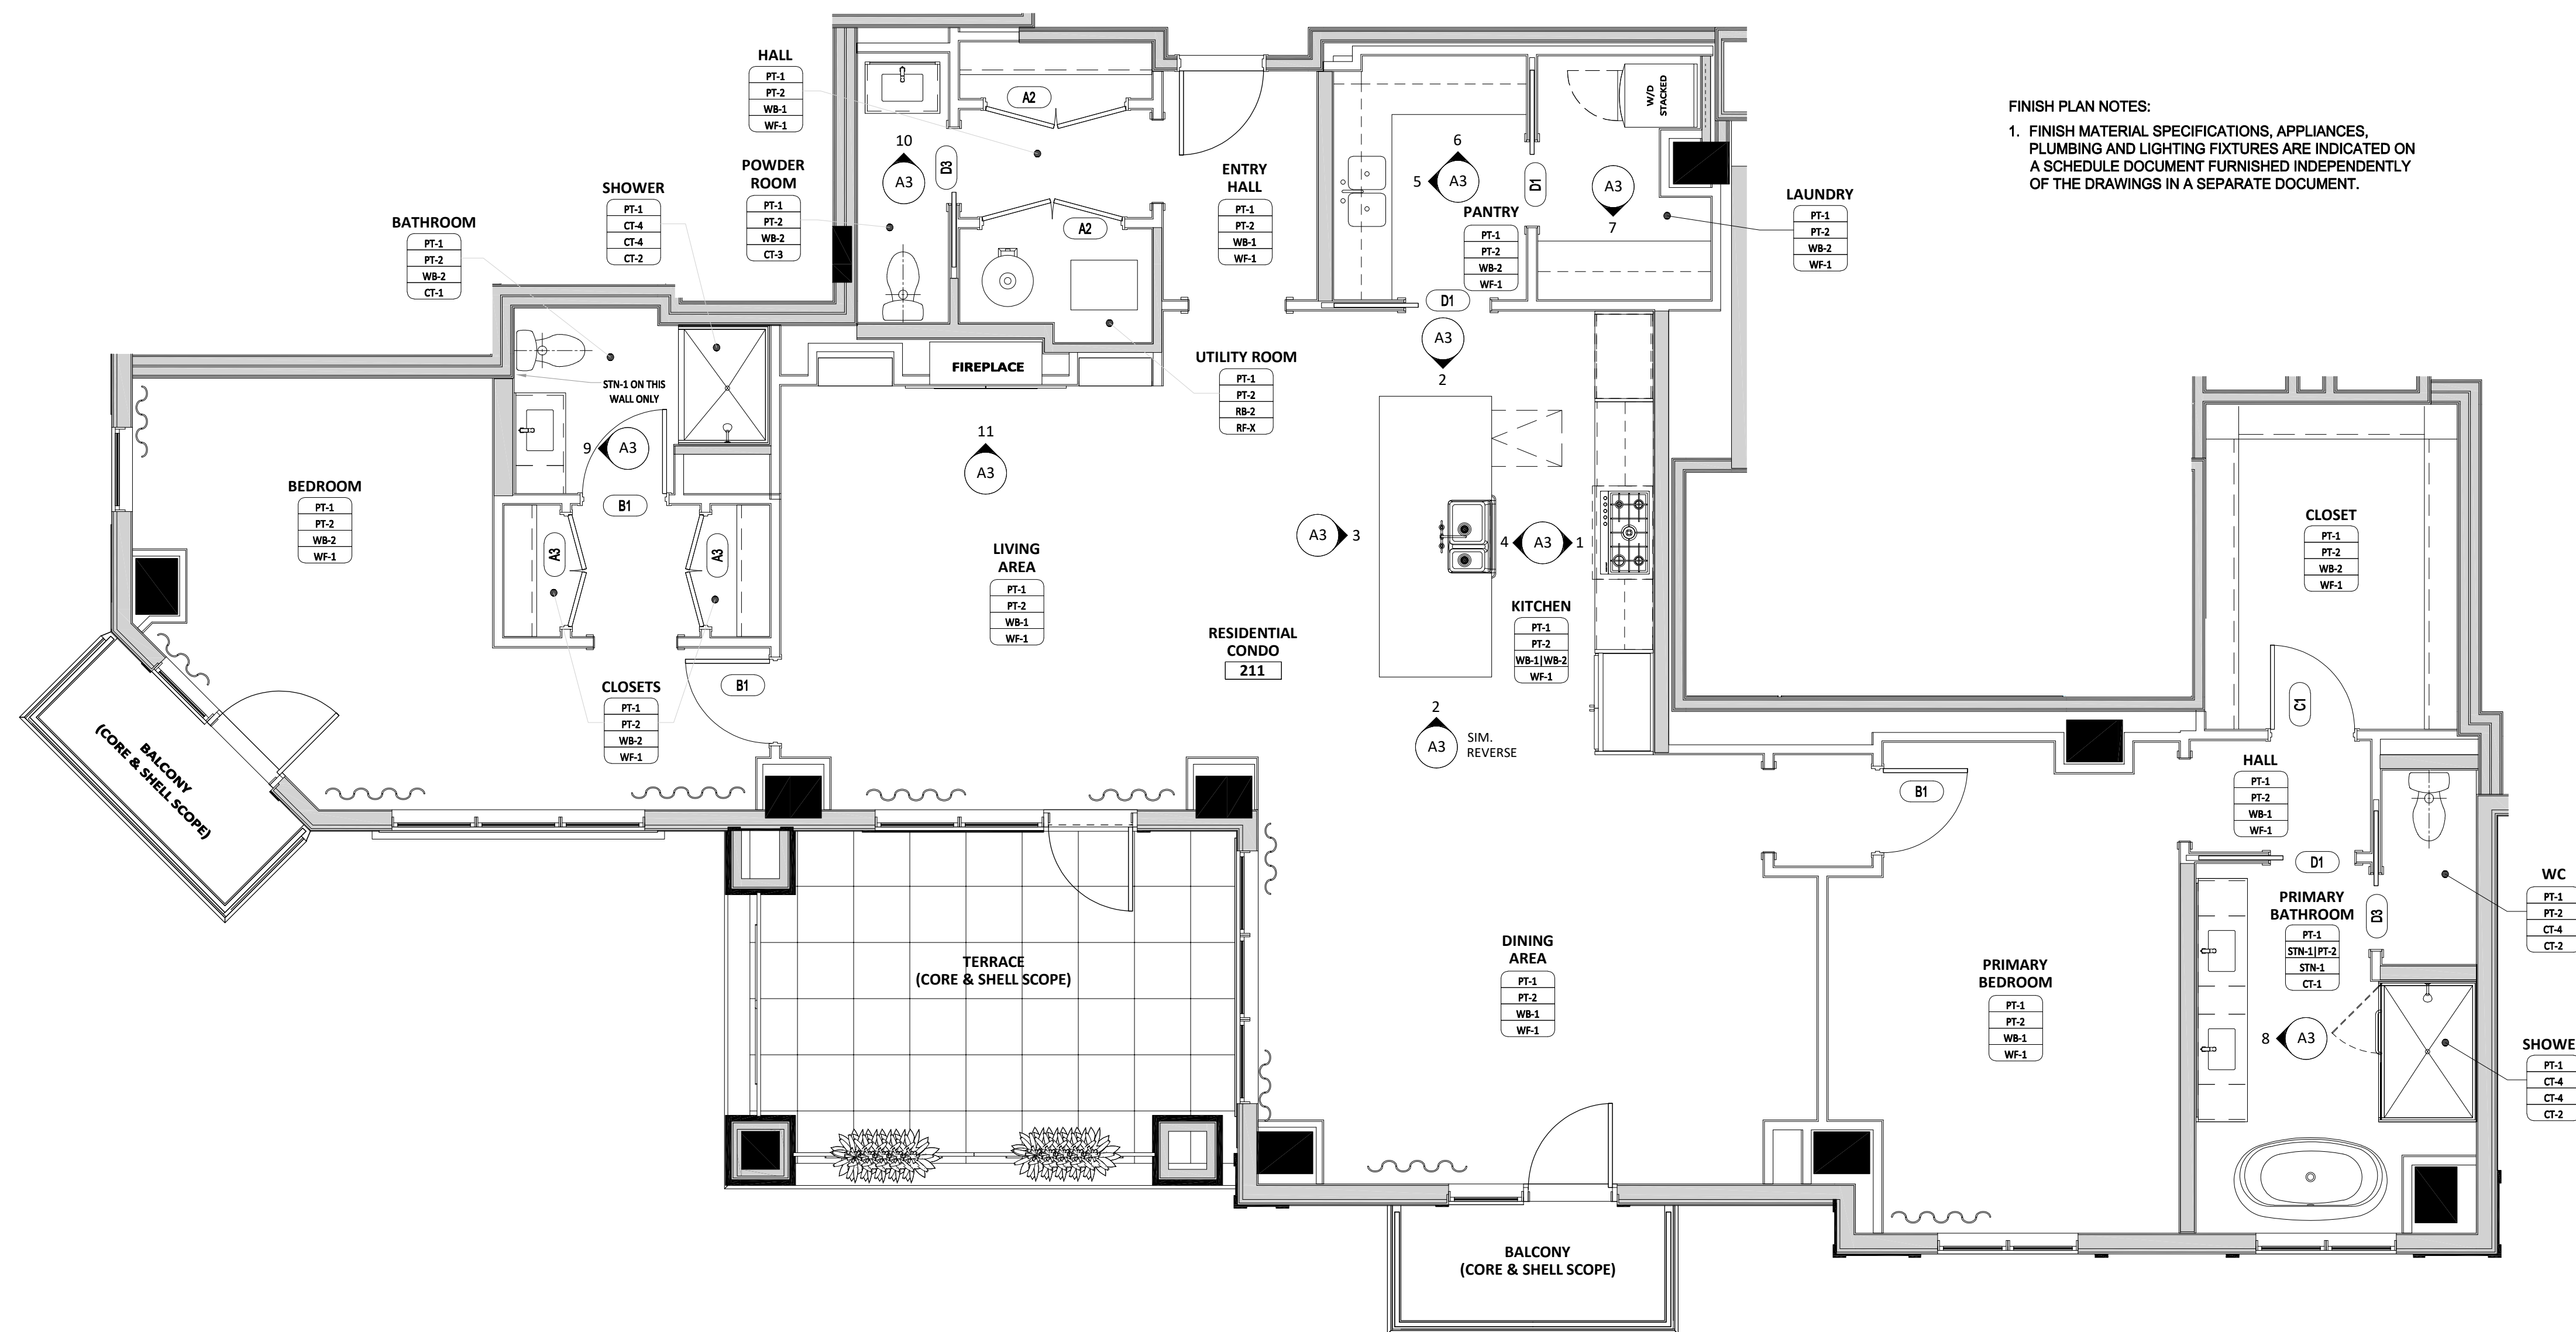 HALL
PT-1
PT-2
WB-1
WF-1
POWDER
ROOM
PT-1
PT-2
WB-2
CT-3
SHOWER
PT-1
CT-4
CT-4
CT-2
BATHROOM
PT-1
PT-2
WB-2
CT-1
A2
10
A3
D3
A2
ENTRY
HALL
PT-1
PT-2
WB-1
WF-1
6
5
A3
PANTRY
PT-1
PT-2
WB-2
WF-1
D1
D1
W/D
STACKED
A3
7
LAUNDRY
PT-1
PT-2
WB-2
WF-1
FINISH PLAN NOTES:
1. FINISH MATERIAL SPECIFICATIONS, APPLIANCES,
PLUMBING AND LIGHTING FIXTURES ARE INDICATED ON
A SCHEDULE DOCUMENT FURNISHED INDEPENDENTLY
OF THE DRAWINGS IN A SEPARATE DOCUMENT.
A3
2
UTILITY ROOM
PT-1
PT-2
RB-2
RF-X
FIREPLACE
STN-1 ON THIS
WALL ONLY
9
A3
11
A3
B1
BEDROOM
PT-1
PT-2
WB-2
WF-1
A3
A3
LIVING
AREA
PT-1
PT-2
WB-1
WF-1
A3
3
4
A3
1
KITCHEN
PT-1
PT-2
WB-1|WB-2
WF-1
RESIDENTIAL
CONDO
211
CLOSET
PT-1
PT-2
WB-2
WF-1
CLOSETS
PT-1
PT-2
WB-2
WF-1
B1
2
A3
SIM.
REVERSE
C1
BALCONY
(CORE & SHELL SCOPE)
B1
HALL
PT-1
PT-2
WB-1
WF-1
D1
WC
PT-1
PT-2
CT-4
CT-2
PRIMARY
BATHROOM
PT-1
STN-1|PT-2
STN-1
CT-1
D3
TERRACE
(CORE & SHELL SCOPE)
DINING
AREA
PT-1
PT-2
WB-1
WF-1
PRIMARY
BEDROOM
PT-1
PT-2
WB-1
WF-1
8
A3
SHOWE
PT-1
CT-4
CT-4
CT-2
BALCONY
(CORE & SHELL SCOPE)